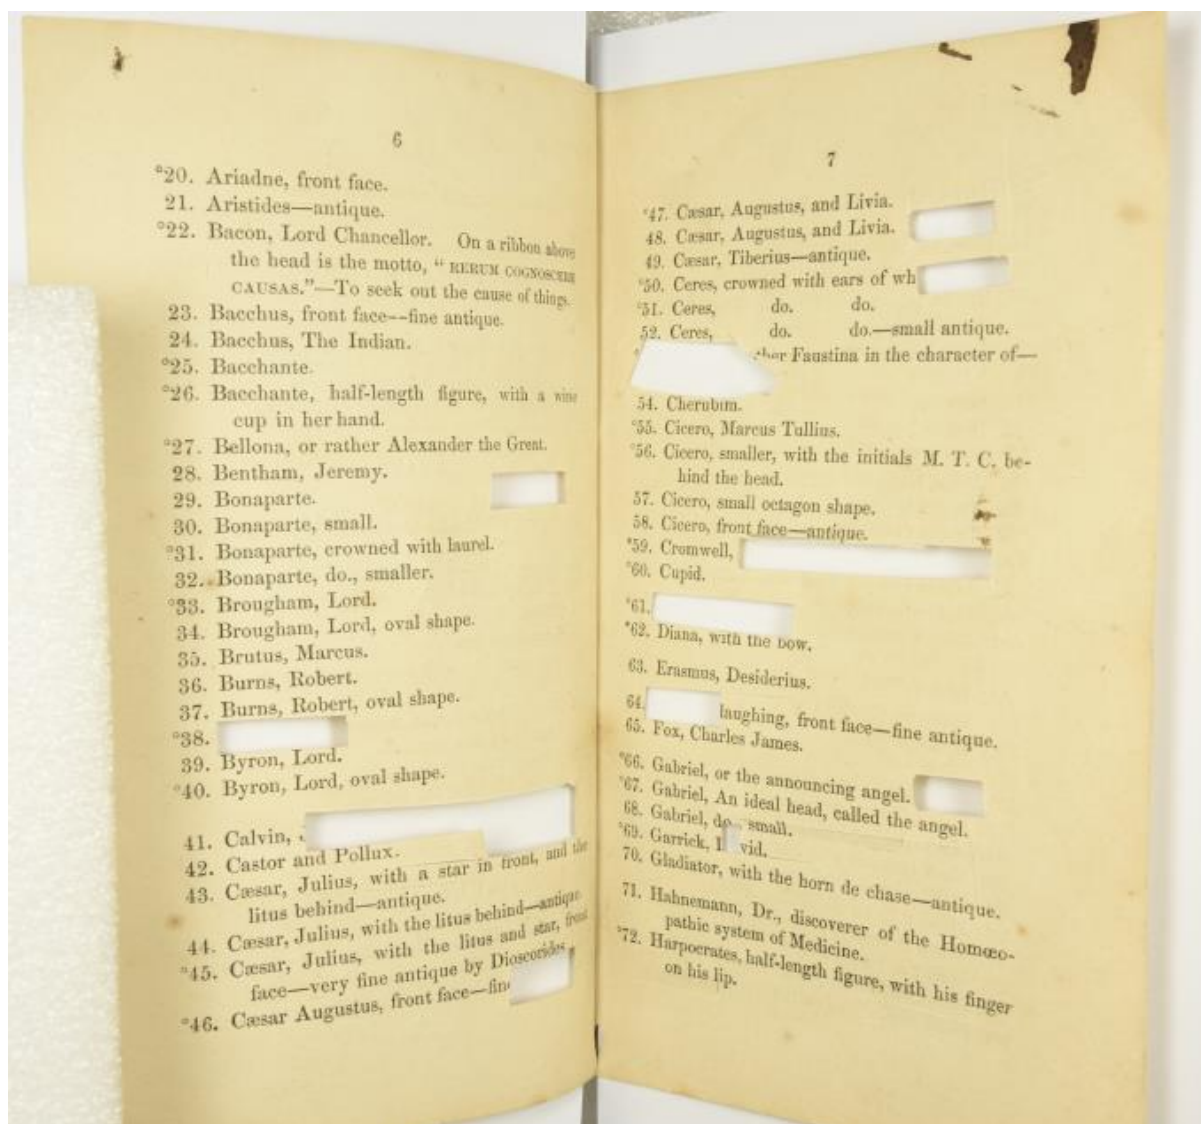 6
°20. Ariadne, front face.
21. Aristides—antique.
°22. Bacon, Lord Chancellor. On a ribbon above
the head is the motto, "RERUM COGNOSCERE
CAUSAS."—To seek out the cause of things.
23. Bacchus, front face--fine antique.
24. Bacchus, The Indian.
°25. Bacchante.
°26. Bacchante, half-length figure, with a wine
cup in her hand.
°27. Bellona, or rather Alexander the Great.
28. Bentham, Jeremy.
29. Bonaparte.
30. Bonaparte, small.
°31. Bonaparte, crowned with laurel.
32. Bonaparte, do., smaller.
°33. Brougham, Lord.
34. Brougham, Lord, oval shape.
35. Brutus, Marcus.
36. Burns, Robert.
37. Burns, Robert, oval shape.
°38.
39. Byron, Lord.
°40. Byron, Lord, oval shape.
41. Calvin,
42. Castor and Pollux.
43. Cæsar, Julius, with a star in front, and the
litus behind—antique.
44. Cæsar, Julius, with the litus behind—antique.
°45. Cæsar, Julius, with the litus and star, front
face—very fine antique by Dioscorides.
°46. Cæsar Augustus, front face—fin
7
°47. Cæsar, Augustus, and Livia.
48. Cæsar, Augustus, and Livia.
49. Cæsar, Tiberius—antique.
°50. Ceres, crowned with ears of wh
°51. Ceres, do. do.
52. Ceres, do. do.—small antique.
Faustina in the character of—
54. Cherubim.
°55. Cicero, Marcus Tullius.
°56. Cicero, smaller, with the initials M. T. C. be-
hind the head.
57. Cicero, small octagon shape.
58. Cicero, front face—antique.
°59. Cromwell,
°60. Cupid.
°61.
°62. Diana, with the bow.
63. Erasmus, Desiderius.
64. laughing, front face—fine antique.
65. Fox, Charles James.
°66. Gabriel, or the announcing angel.
°67. Gabriel, An ideal head, called the angel.
68. Gabriel, do. small.
°69. Garrick, vid.
70. Gladiator, with the horn de chase—antique.
71. Hahnemann, Dr., discoverer of the Homœo-
pathic system of Medicine.
°72. Harpocrates, half-length figure, with his finger
on his lip.